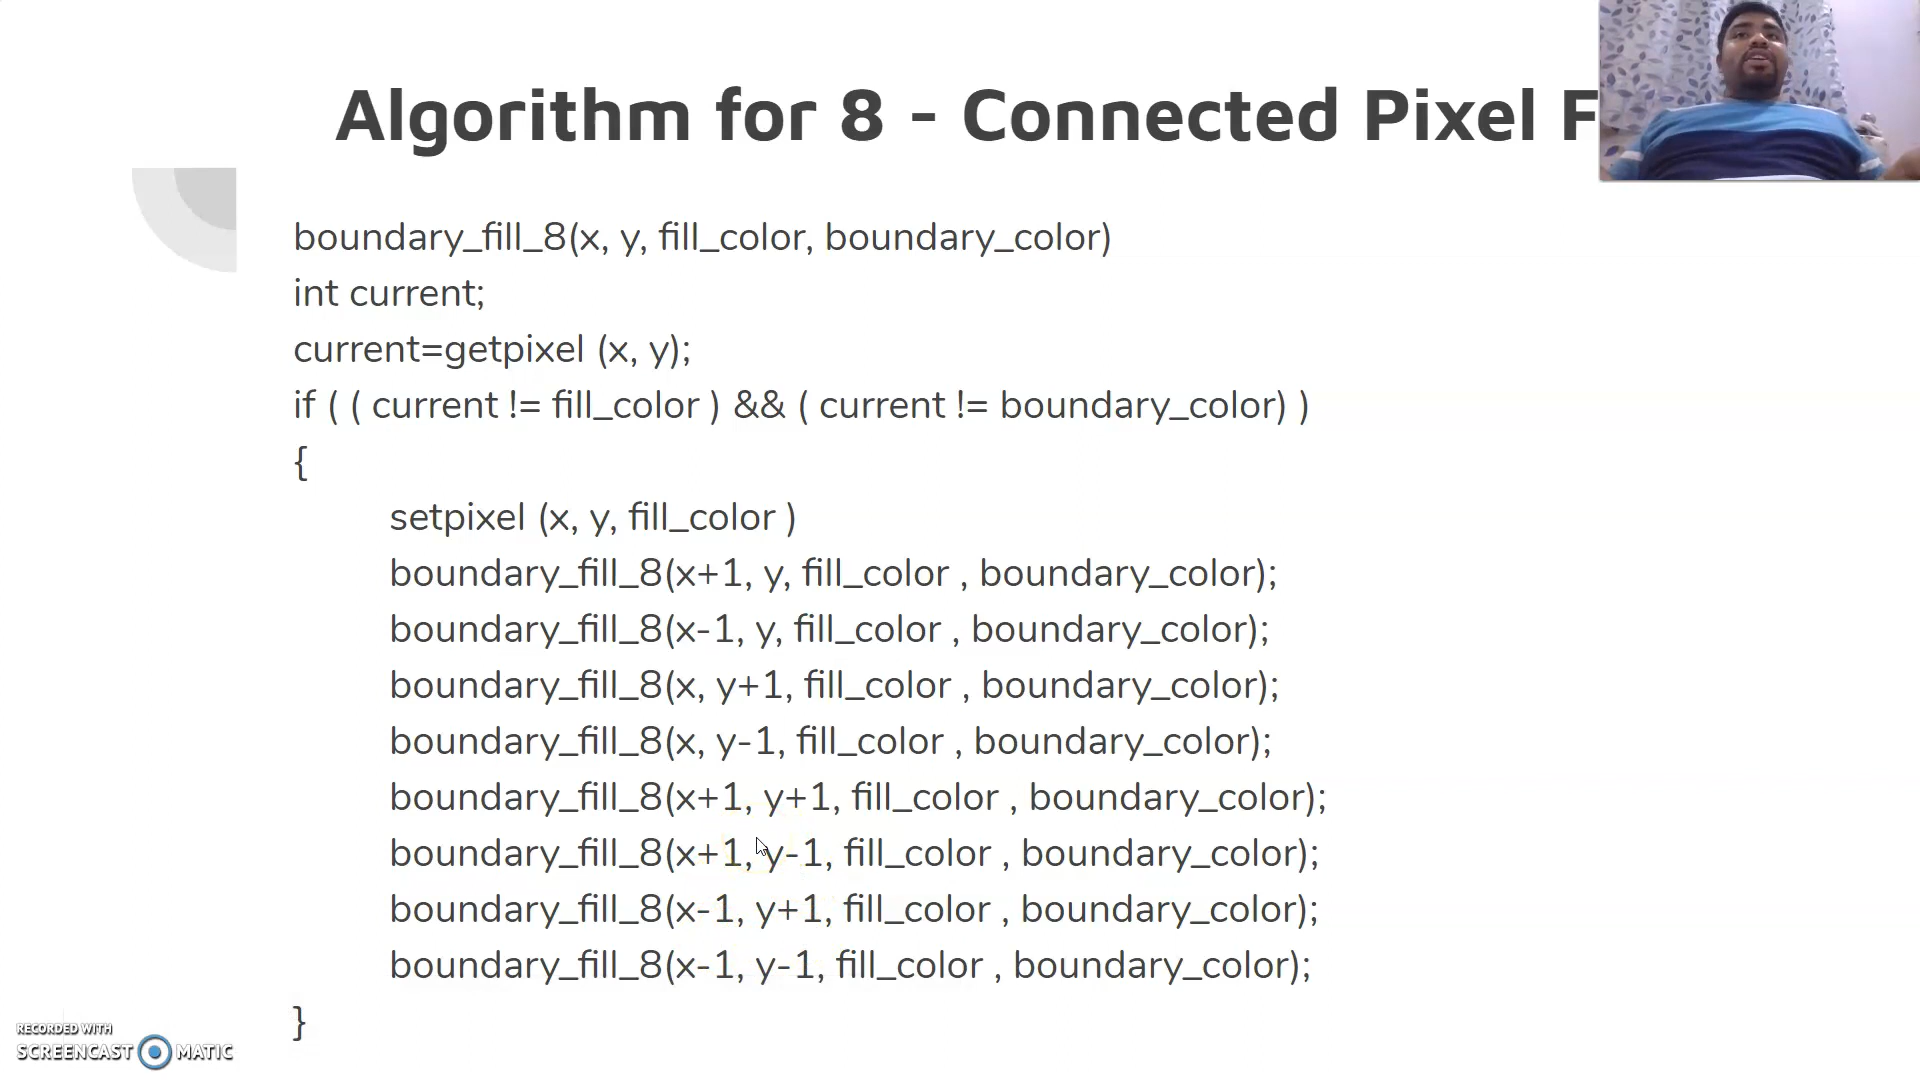 Algorithm for 8 - Connected Pixel F
boundary_fill_8(x, y, fill_color, boundary_color)
int current;
current=getpixel (x, y);
if ( ( current != fill_color ) && ( current != boundary_color) )
{
setpixel (x, y, fill_color )
boundary_fill_8(x+1, y, fill_color , boundary_color);
boundary_fill_8(x-1, y, fill_color , boundary_color);
boundary_fill_8(x, y+1, fill_color , boundary_color);
boundary_fill_8(x, y-1, fill_color , boundary_color);
boundary_fill_8(x+1, y+1, fill_color , boundary_color);
boundary_fill_8(x+1, y-1, fill_color , boundary_color);
boundary_fill_8(x-1, y+1, fill_color , boundary_color);
boundary_fill_8(x-1, y-1, fill_color , boundary_color);
}
RECORDED WITH
SCREENCAST MATIC